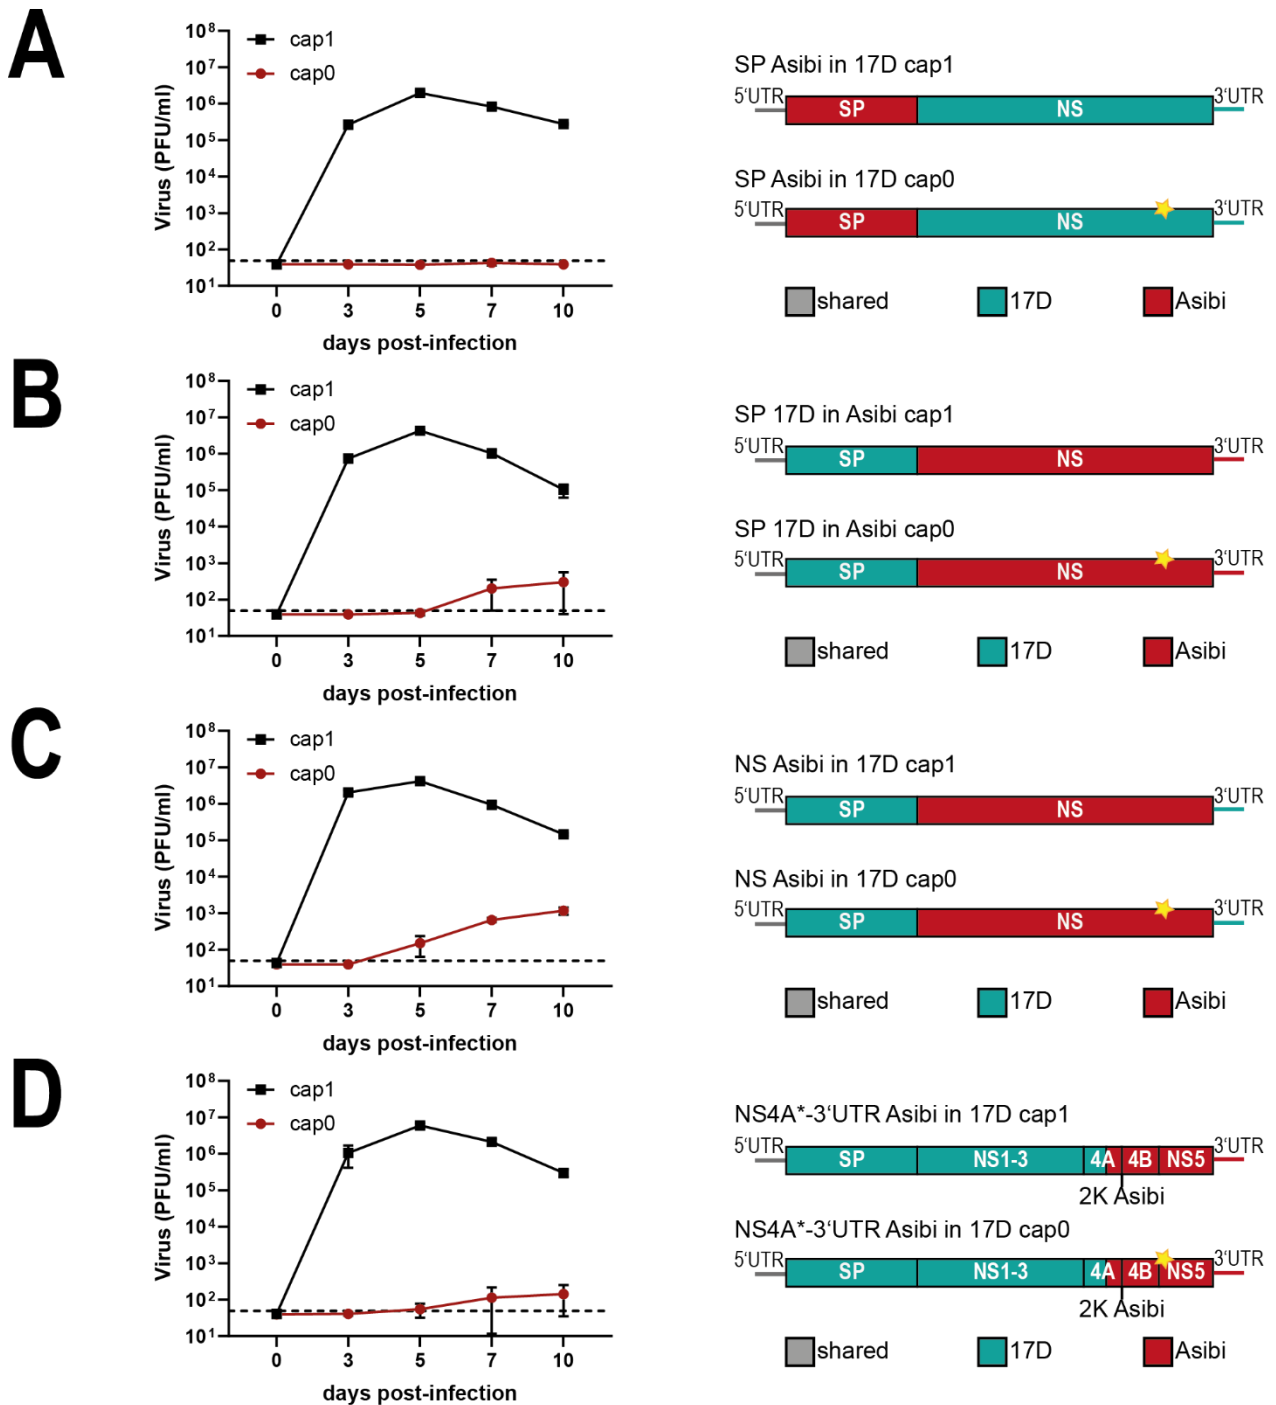 A
10⁸
10⁷
10⁶
10⁵
10⁴
10³
10²
10¹
Virus (PFU/ml)
cap1
cap0
0 3 5 7 10
days post-infection
SP Asibi in 17D cap1
5‘UTR SP NS 3‘UTR
SP Asibi in 17D cap0
5‘UTR SP NS 3‘UTR
shared 17D Asibi
B
10⁸
10⁷
10⁶
10⁵
10⁴
10³
10²
10¹
Virus (PFU/ml)
cap1
cap0
0 3 5 7 10
days post-infection
SP 17D in Asibi cap1
5‘UTR SP NS 3‘UTR
SP 17D in Asibi cap0
5‘UTR SP NS 3‘UTR
shared 17D Asibi
C
10⁸
10⁷
10⁶
10⁵
10⁴
10³
10²
10¹
Virus (PFU/ml)
cap1
cap0
0 3 5 7 10
days post-infection
NS Asibi in 17D cap1
5‘UTR SP NS 3‘UTR
NS Asibi in 17D cap0
5‘UTR SP NS 3‘UTR
shared 17D Asibi
D
10⁸
10⁷
10⁶
10⁵
10⁴
10³
10²
10¹
Virus (PFU/ml)
cap1
cap0
0 3 5 7 10
days post-infection
NS4A*-3‘UTR Asibi in 17D cap1
5‘UTR SP NS1-3 4A 4B NS5 3‘UTR
2K Asibi
NS4A*-3‘UTR Asibi in 17D cap0
5‘UTR SP NS1-3 4A 4B NS5 3‘UTR
2K Asibi
shared 17D Asibi